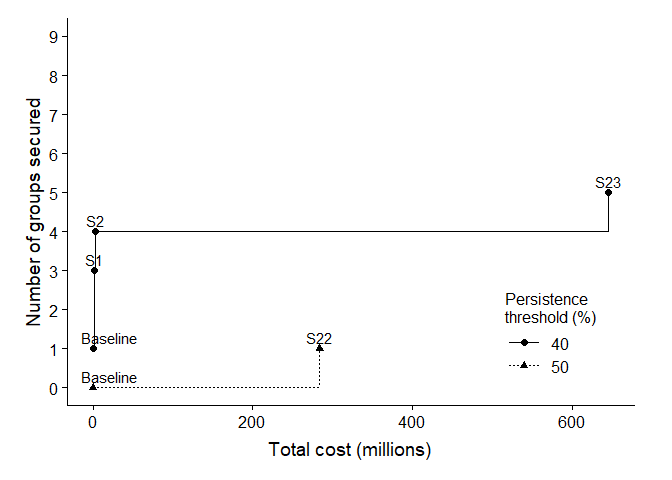 Number of groups secured
9
8
7
6
5
4
3
2
1
0
S23
S2
S1
Baseline
S22
Baseline
Persistence
threshold (%)
40
50
0
200
400
600
Total cost (millions)